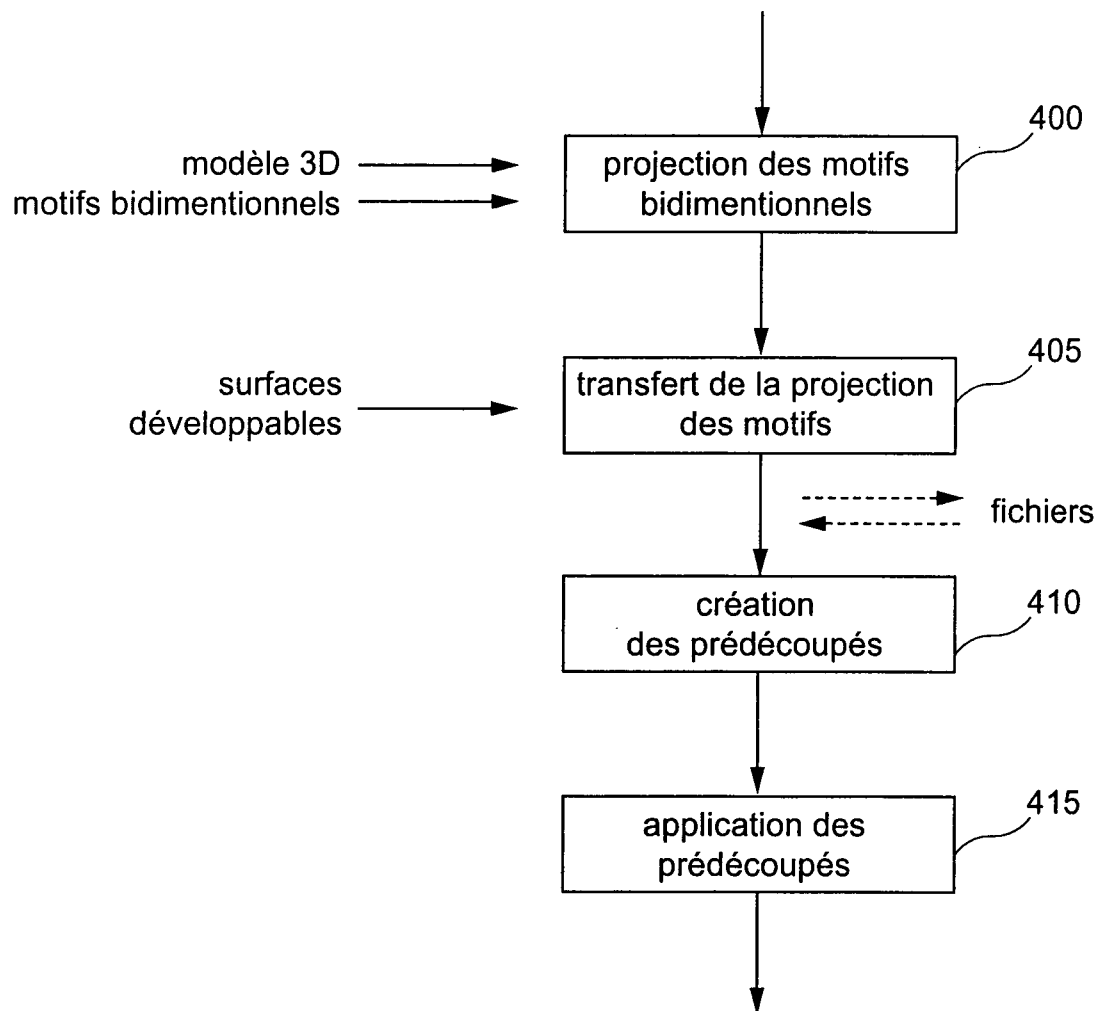 400
modèle 3D
projection des motifs
motifs bidimentionnels
bidimentionnels
405
surfaces
transfert de la projection
développables
des motifs
fichiers
création
410
des prédécoupés
415
application des
prédécoupés